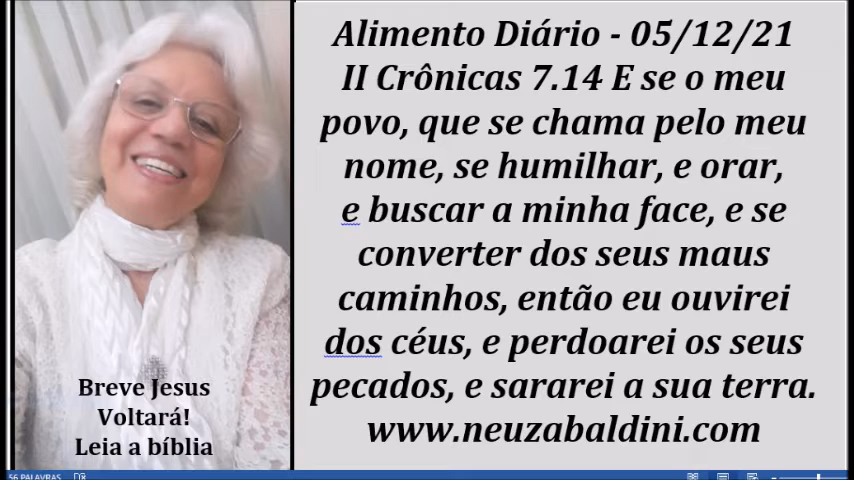 Alimento Diário - 05/12/21
II Crônicas 7.14 E se o meu
povo, que se chama pelo meu
nome, se humilhar, e orar,
e buscar a minha face, e se
converter dos seus maus
caminhos, então eu ouvirei
dos céus, e perdoarei os seus
pecados, e sararei a sua terra.
www.neuzabaldini.com
Breve Jesus
Voltará!
Leia a bíblia
56 PALAVRAS